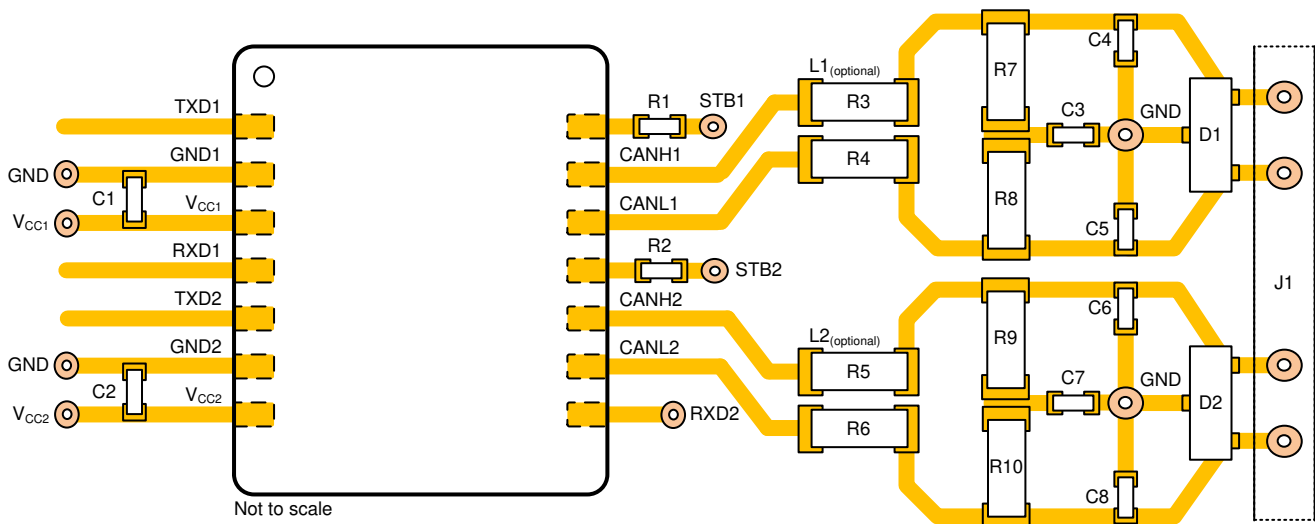 TXD1
GND1
GND
C1
VCC1
VCC1
RXD1
TXD2
GND2
GND
C2
VCC2
VCC2
Not to scale
R1
STB1
CANH1
CANL1
R2
STB2
CANH2
CANL2
RXD2
L1(optional)
R3
R4
R7
R8
C3
C4
C5
GND
D1
L2(optional)
R5
R6
R9
R10
C6
C7
C8
GND
D2
J1